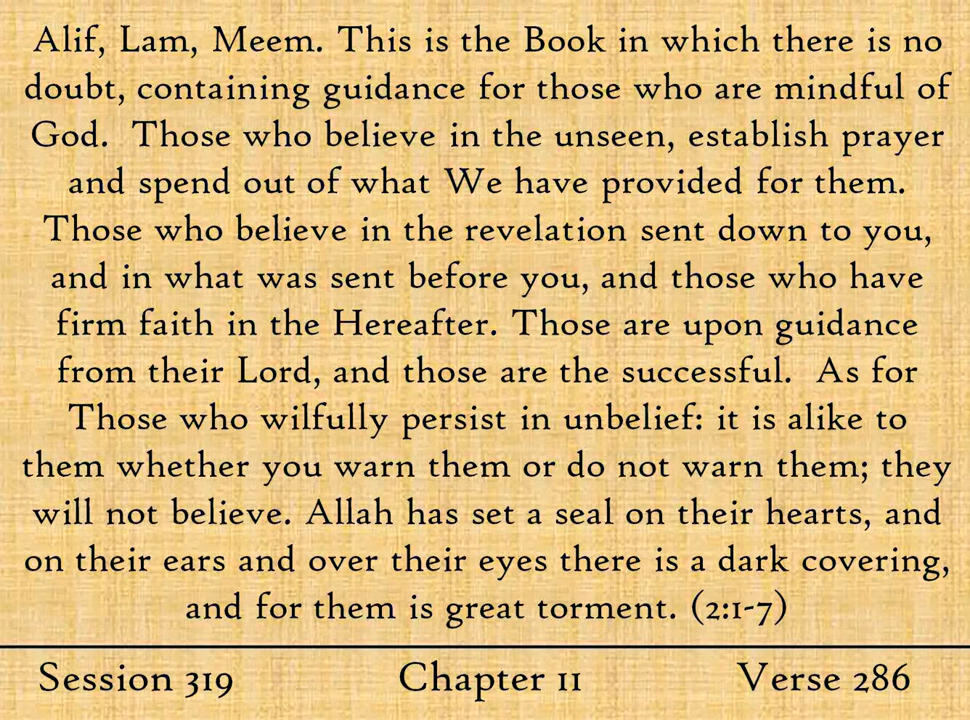 Alif, Lam, Meem. This is the Book in which there is no
doubt, containing guidance for those who are mindful of
God.  Those who believe in the unseen, establish prayer
and spend out of what We have provided for them.
Those who believe in the revelation sent down to you,
and in what was sent before you, and those who have
firm faith in the Hereafter. Those are upon guidance
from their Lord, and those are the successful.  As for
Those who wilfully persist in unbelief: it is alike to
them whether you warn them or do not warn them; they
will not believe. Allah has set a seal on their hearts, and
on their ears and over their eyes there is a dark covering,
and for them is great torment. (2:1-7)
Session 319 Chapter 11 Verse 286